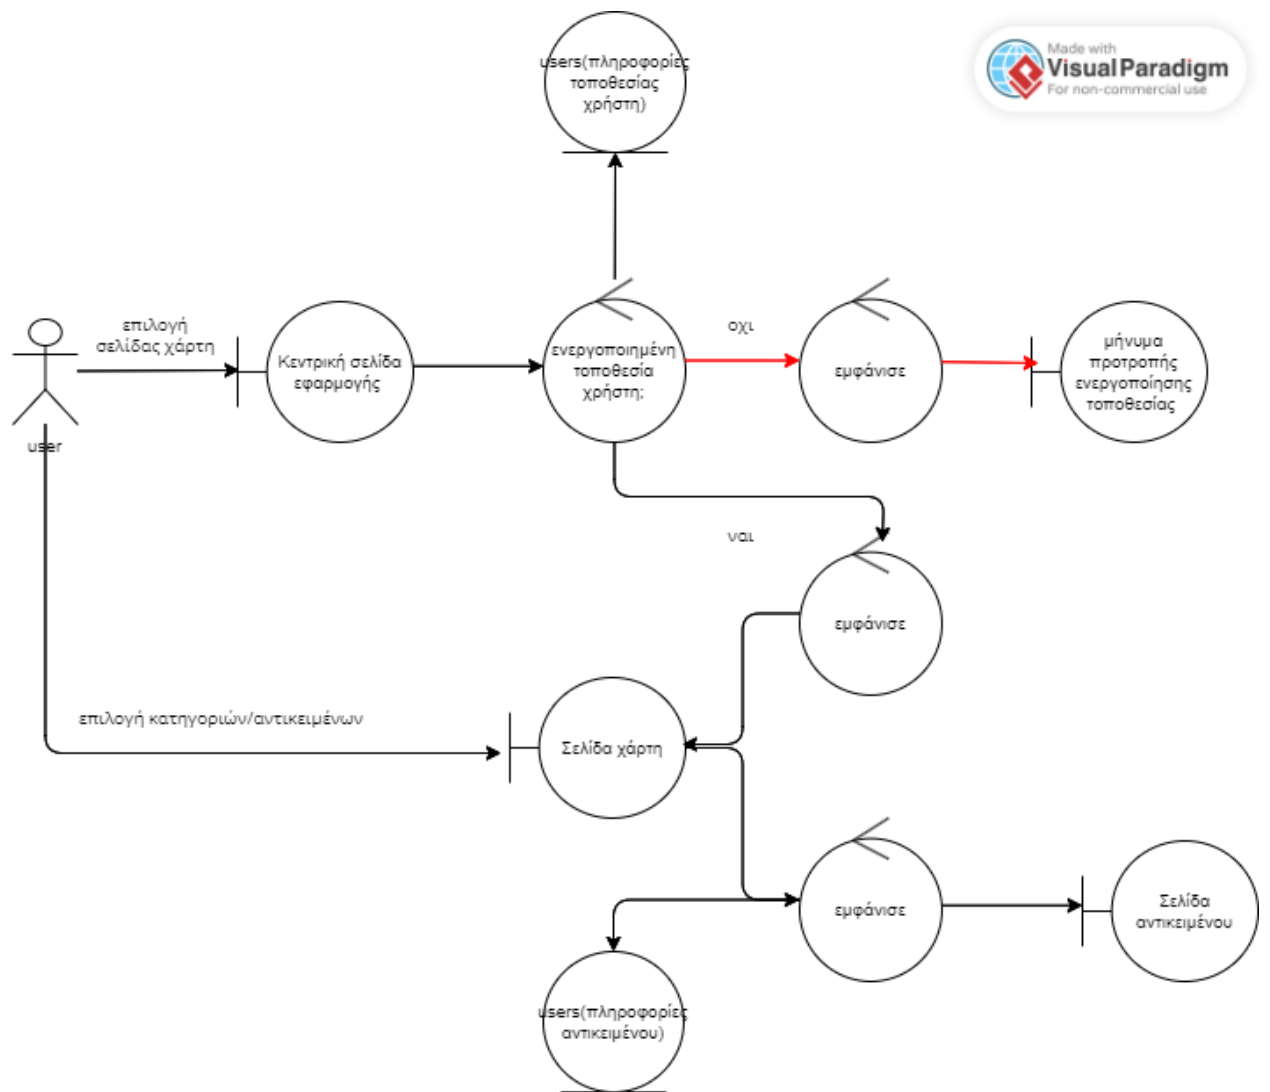 users(πληροφορίες
τοποθεσίας
χρήστη)
Made with
Visual Paradigm
For non-commercial use
επιλογή
σελίδας χάρτη
user
Κεντρική σελίδα
εφαρμογής
ενεργοποιημένη
τοποθεσία
χρήστη;
οχι
εμφάνισε
μήνυμα
προτροπής
ενεργοποίησης
τοποθεσίας
ναι
εμφάνισε
επιλογή κατηγοριών/αντικειμένων
Σελίδα χάρτη
εμφάνισε
Σελίδα
αντικειμένου
users(πληροφορίες
αντικειμένου)